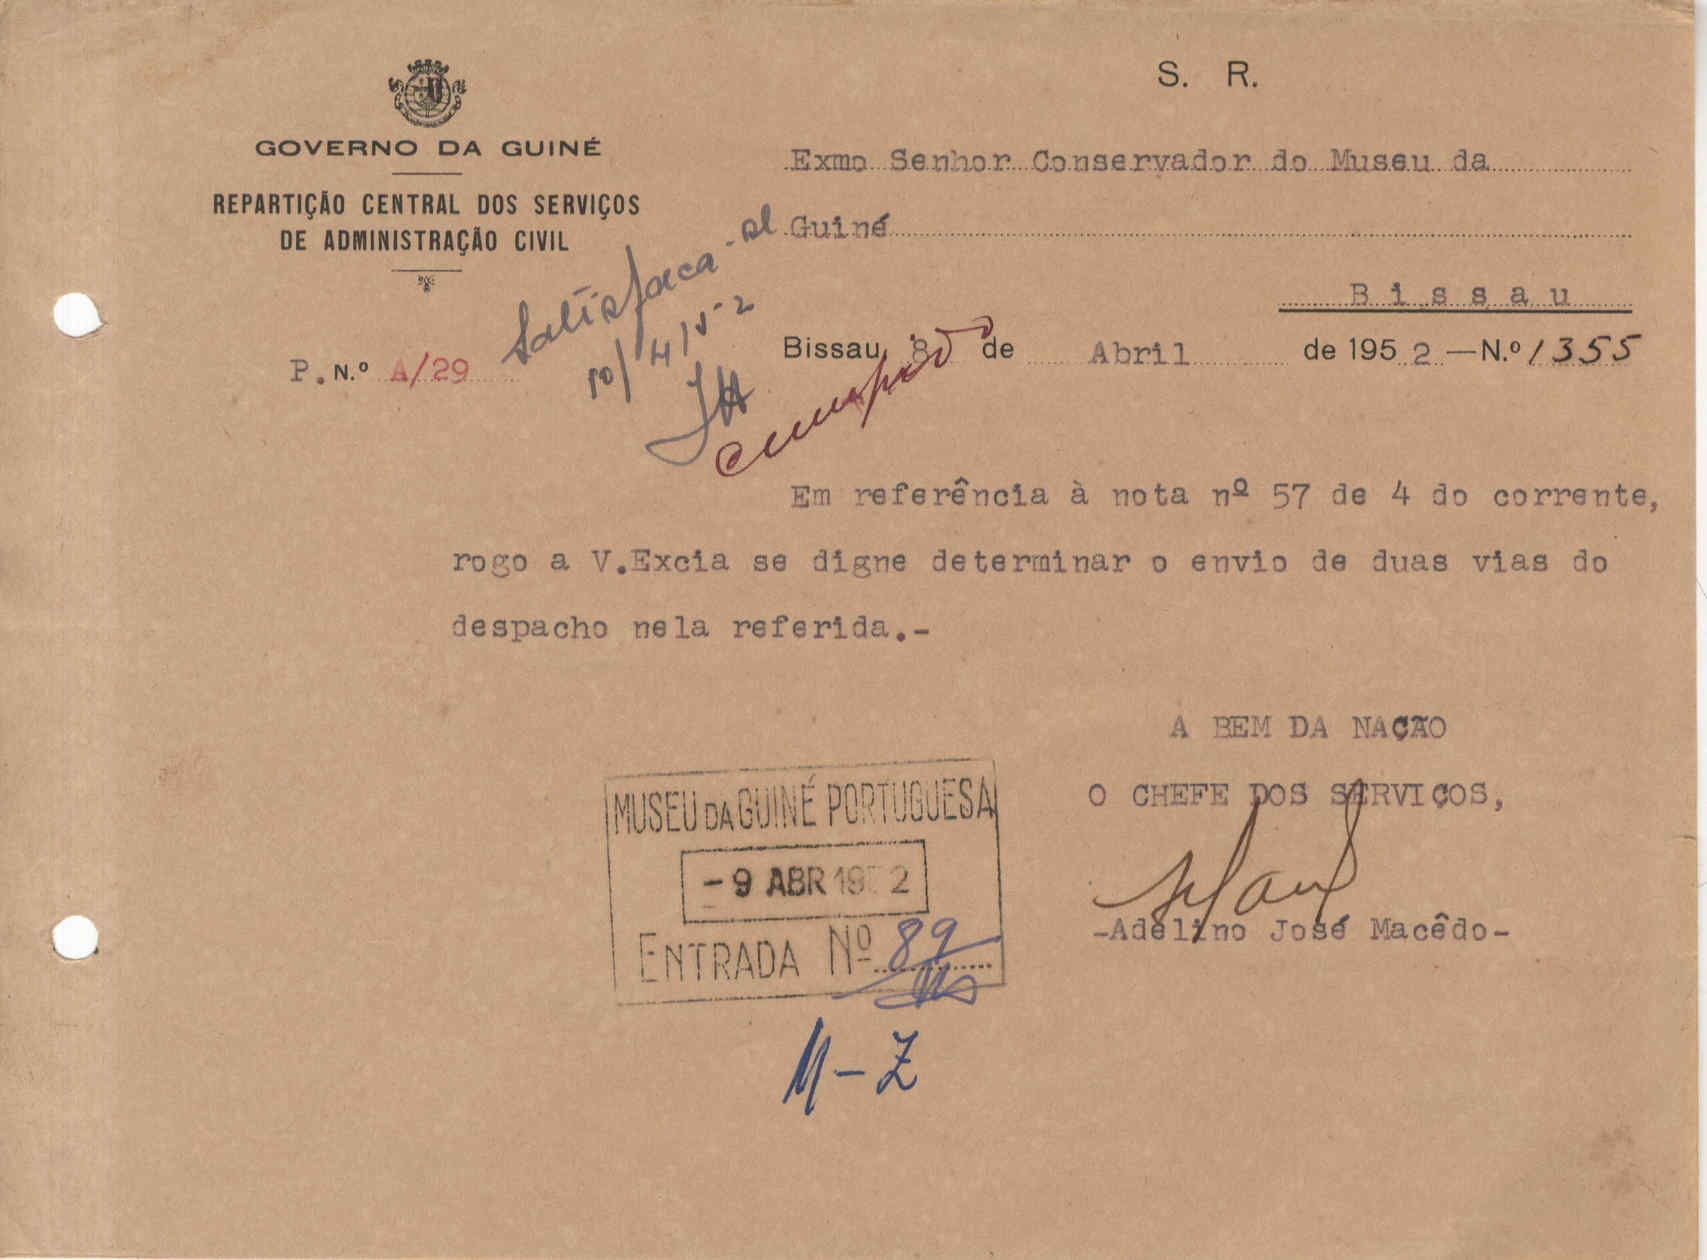 S. R.
GOVERNO DA GUINÉ
REPARTIÇÃO CENTRAL DOS SERVIÇOS
DE ADMINISTRAÇÃO CIVIL
Exmo Senhor Conservador do Museu da
Guiné
Bissau
Satisfaça-se
10/4/52
P. N.º A/29
Bissau, 8 de Abril de 1952 — N.º 1355
cumprido
Em referência à nota nº 57 de 4 do corrente,
rogo a V.Excia se digne determinar o envio de duas vias do
despacho nela referida.-
A BEM DA NAÇÃO
O CHEFE DOS SERVIÇOS,
-Adelino José Macêdo-
MUSEU DA GUINÉ PORTUGUESA
-9 ABR 1952
ENTRADA Nº 89
M-Z